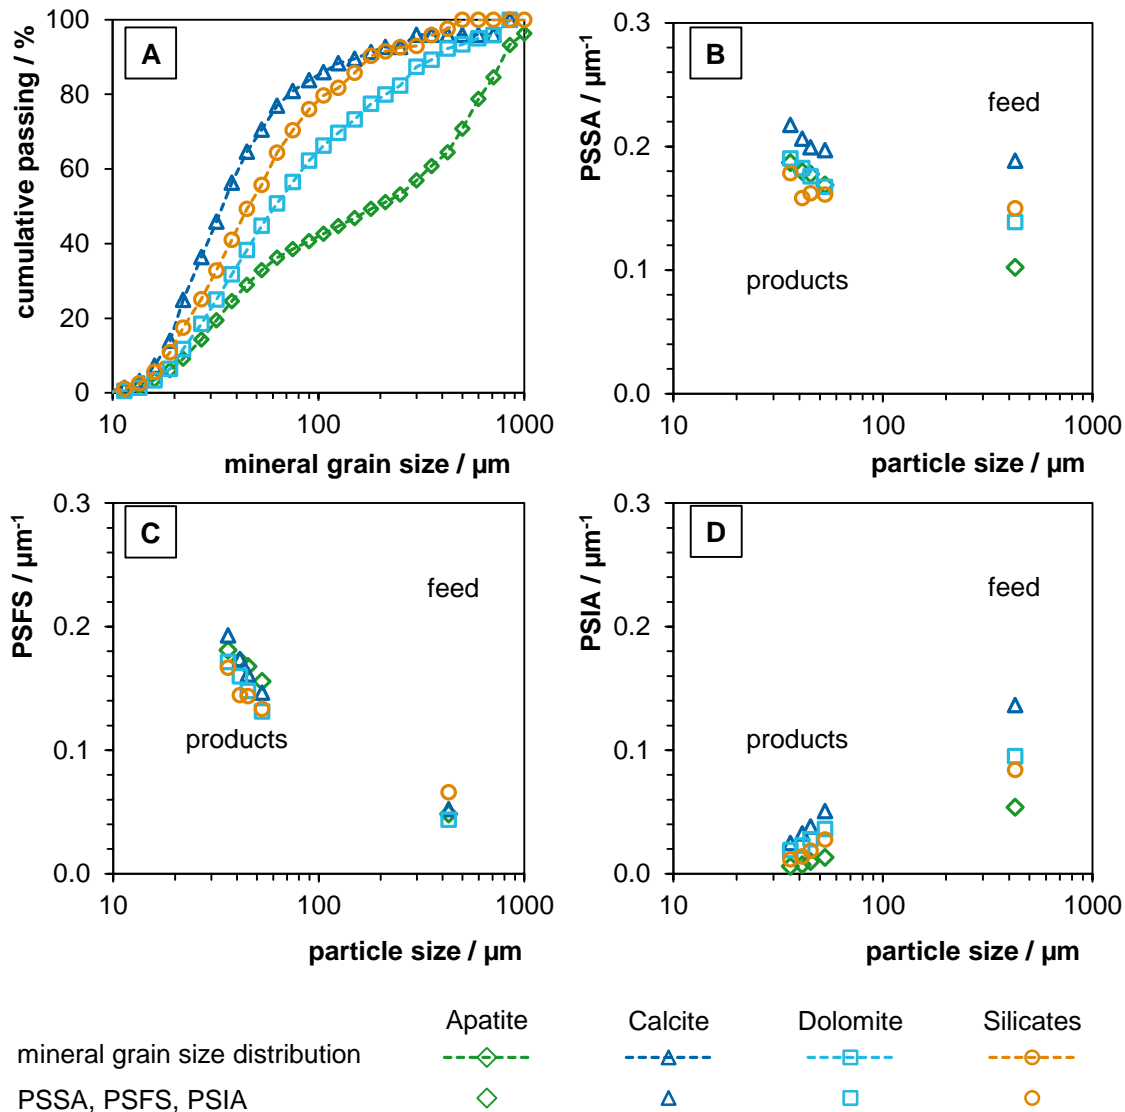 A
cumulative passing / %
100
80
60
40
20
0
10
100
1000
mineral grain size / µm
B
PSSA / µm⁻¹
0.3
0.2
0.1
0.0
feed
products
10
100
1000
particle size / µm
C
PSFS / µm⁻¹
0.3
0.2
0.1
0.0
feed
products
10
100
1000
particle size / µm
D
PSIA / µm⁻¹
0.3
0.2
0.1
0.0
feed
products
10
100
1000
particle size / µm
Apatite Calcite Dolomite Silicates
mineral grain size distribution
PSSA, PSFS, PSIA